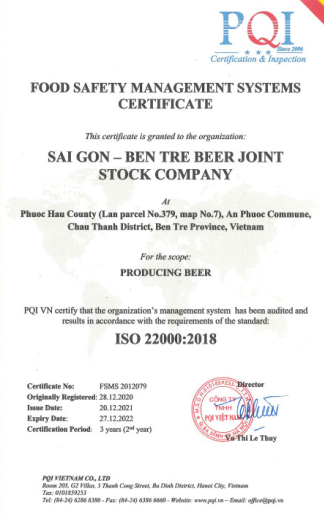 PQI
Since 2006
Certification & Inspection
FOOD SAFETY MANAGEMENT SYSTEMS
CERTIFICATE
This certificate is granted to the organization:
SAI GON – BEN TRE BEER JOINT
STOCK COMPANY
At
Phuoc Hau County (Lan parcel No.379, map No.7), An Phuoc Commune,
Chau Thanh District, Ben Tre Province, Vietnam
For the scope:
PRODUCING BEER
PQI VN certify that the organization's management system has been audited and
results in accordance with the requirements of the standard:
ISO 22000:2018
Certificate No: FSMS 2012079
Originally Registered: 28.12.2020
Issue Date: 20.12.2021
Expiry Date: 27.12.2022
Certification Period: 3 years (2nd year)
Director
CÔNG TY
TNHH
PQI VIỆT NAM
Vu Thi Le Thuy
PQI VIETNAM CO., LTD
Room 203, G2 Villas, 3 Thanh Cong Street, Ba Dinh District, Hanoi City, Vietnam
Tax: 0101859253
Tel: (84-24) 6286 8380 - Fax: (84-24) 6386 6660 - Website: www.pqi.vn – Email: office@pqi.vn